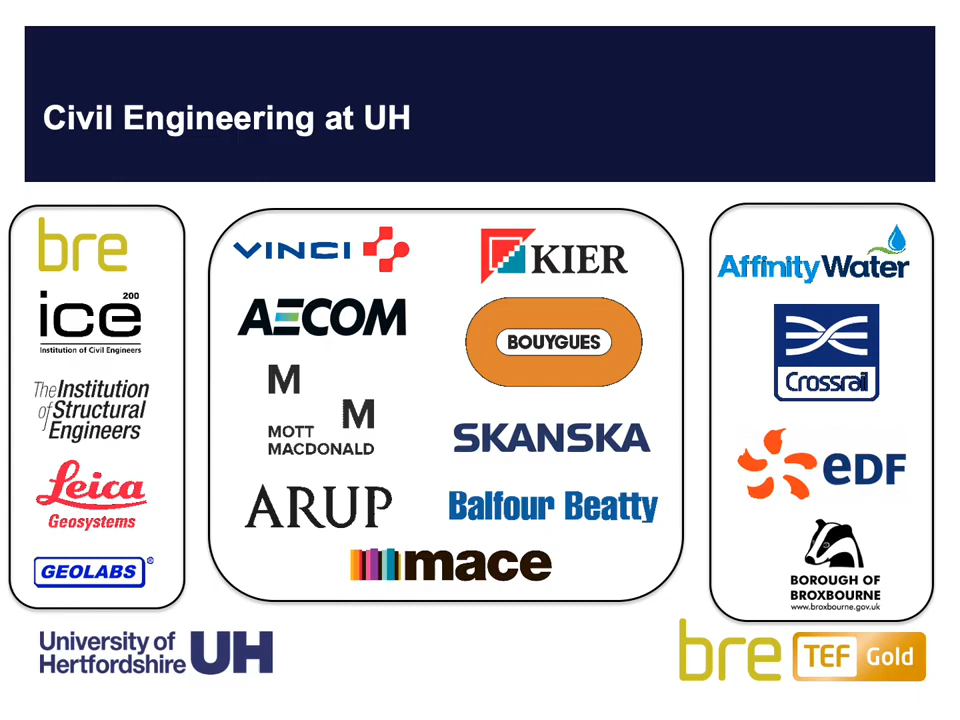 Civil Engineering at UH
bre
ice
200
Institution of Civil Engineers
The Institution
of Structural
Engineers
Leica
Geosystems
GEOLABS®
VINCI
KIER
AECOM
BOUYGUES
M
M
MOTT
MACDONALD
SKANSKA
ARUP
Balfour Beatty
mace
AffinityWater
Crossrail
eDF
BOROUGH OF
BROXBOURNE
www.broxbourne.gov.uk
University of
Hertfordshire
UH
bre
TEF Gold